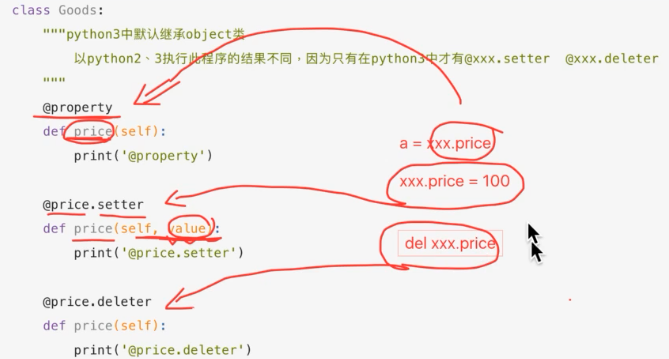 class Goods:
"""python3中默认继承object类
以python2、3执行此程序的结果不同，因为只有在python3中才有@xxx.setter @xxx.deleter
"""
@property
def price(self):
print('@property')
a = xxx.price
xxx.price = 100
@price.setter
def price(self, value):
print('@price.setter')
del xxx.price
@price.deleter
def price(self):
print('@price.deleter')